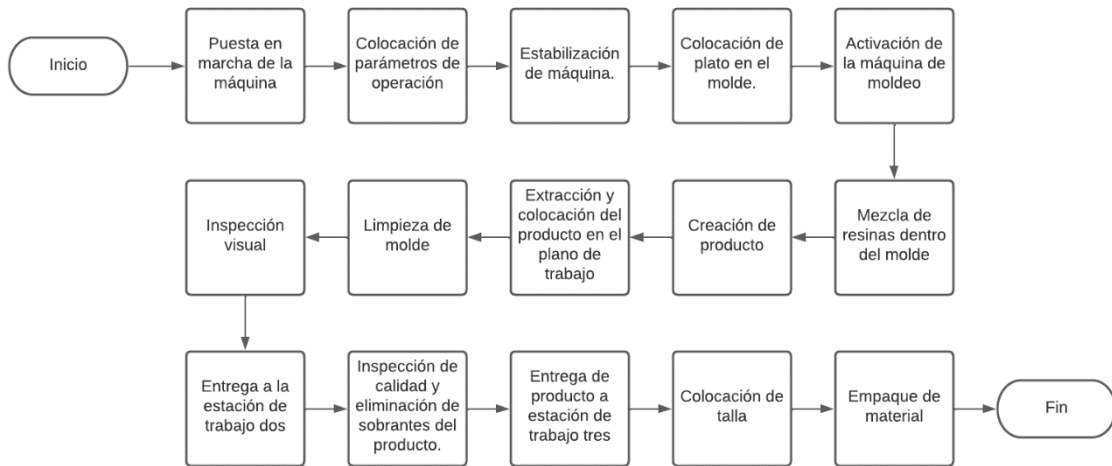 Inicio
Puesta en
marcha de la
máquina
Colocación de
parámetros de
operación
Estabilización
de máquina.
Colocación de
plato en el
molde.
Activación de
la máquina de
moldeo
Mezcla de
resinas dentro
del molde
Creación de
producto
Extracción y
colocación del
producto en el
plano de
trabajo
Limpieza de
molde
Inspección
visual
Entrega a la
estación de
trabajo dos
Inspección de
calidad y
eliminación de
sobrantes del
producto.
Entrega de
producto a
estación de
trabajo tres
Colocación de
talla
Empaque de
material
Fin